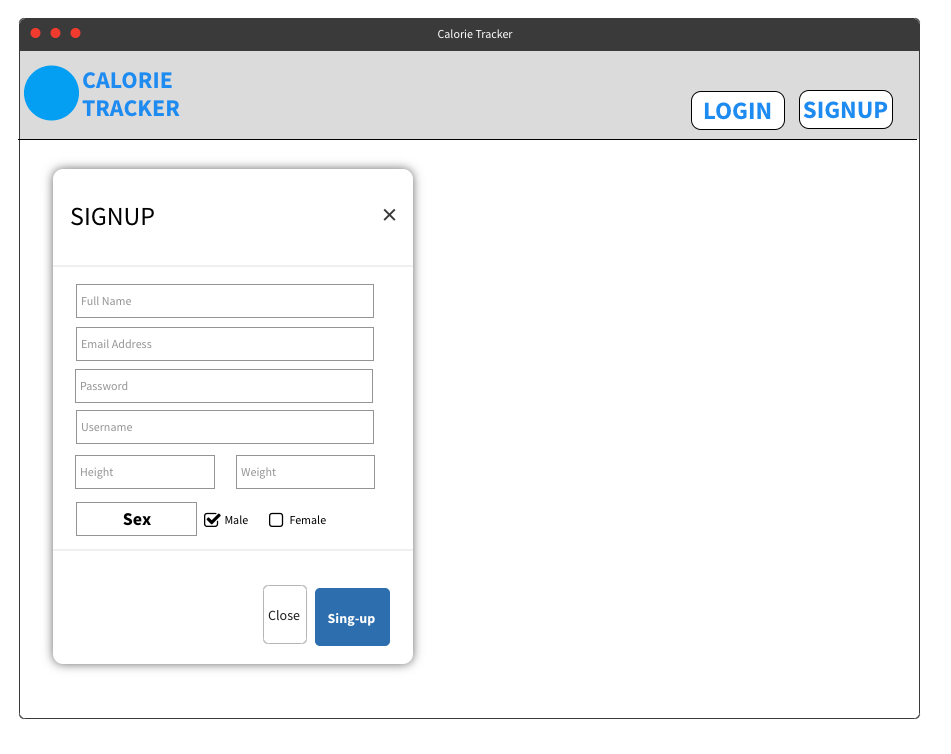 Calorie Tracker
CALORIE
TRACKER
LOGIN
SIGNUP
SIGNUP
Full Name
Email Address
Password
Username
Height
Weight
Sex
Male
Female
Close
Sing-up